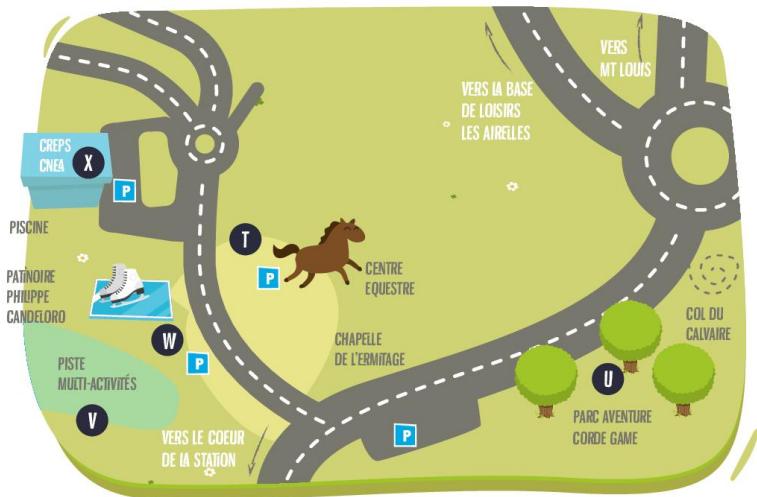 VERS
MT LOUIS
VERS LA BASE
DE LOISIRS
LES AIRELLES
CREPS
CNEA
X
P
PISCINE
T
P
CENTRE
EQUESTRE
PATINOIRE
PHILIPPE
CANDELORO
W
P
CHAPELLE
DE L'ERMITAGE
COL DU
CALVAIRE
PISTE
MULTI-ACTIVITÉS
V
U
PARC AVENTURE
CORDE GAME
P
VERS LE COEUR
DE LA STATION